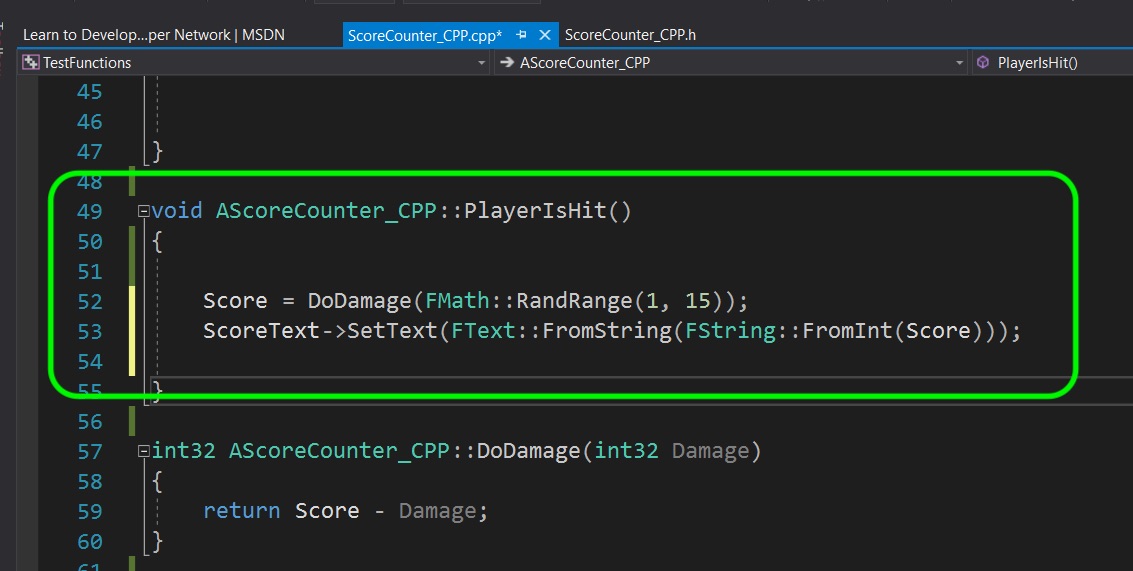 Learn to Develop...per Network | MSDN ScoreCounter_CPP.cpp* ScoreCounter_CPP.h
TestFunctions AScoreCounter_CPP PlayerIsHit()
45
46
47 }
48
49 void AScoreCounter_CPP::PlayerIsHit()
50 {
51
52 Score = DoDamage(FMath::RandRange(1, 15));
53 ScoreText->SetText(FText::FromString(FString::FromInt(Score)));
54
55 }
56
57 int32 AScoreCounter_CPP::DoDamage(int32 Damage)
58 {
59 return Score - Damage;
60 }
61